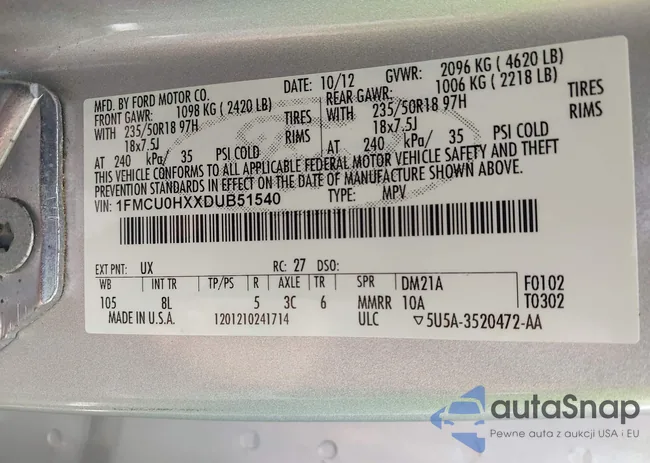 MFD. BY FORD MOTOR CO.
DATE: 10/12 GVWR: 2096 KG ( 4620 LB)
FRONT GAWR: 1098 KG ( 2420 LB) REAR GAWR: 1006 KG ( 2218 LB)
WITH 235/50R18 97H TIRES WITH 235/50R18 97H TIRES
18x7.5J RIMS 18x7.5J RIMS
AT 240 kPa/ 35 PSI COLD AT 240 kPa/ 35 PSI COLD
THIS VEHICLE CONFORMS TO ALL APPLICABLE FEDERAL MOTOR VEHICLE SAFETY AND THEFT
PREVENTION STANDARDS IN EFFECT ON THE DATE OF MANUFACTURE SHOWN ABOVE.
VIN: 1FMCU0HXXDUB51540 TYPE: MPV
EXT PNT: UX RC: 27 DSO:
WB INT TR TP/PS R AXLE TR SPR DM21A F0102
105 8L 5 3C 6 MMRR 10A T0302
MADE IN U.S.A. 1201210241714 ULC ▽5U5A-3520472-AA
autaSnap
Pewne auta z aukcji USA i EU